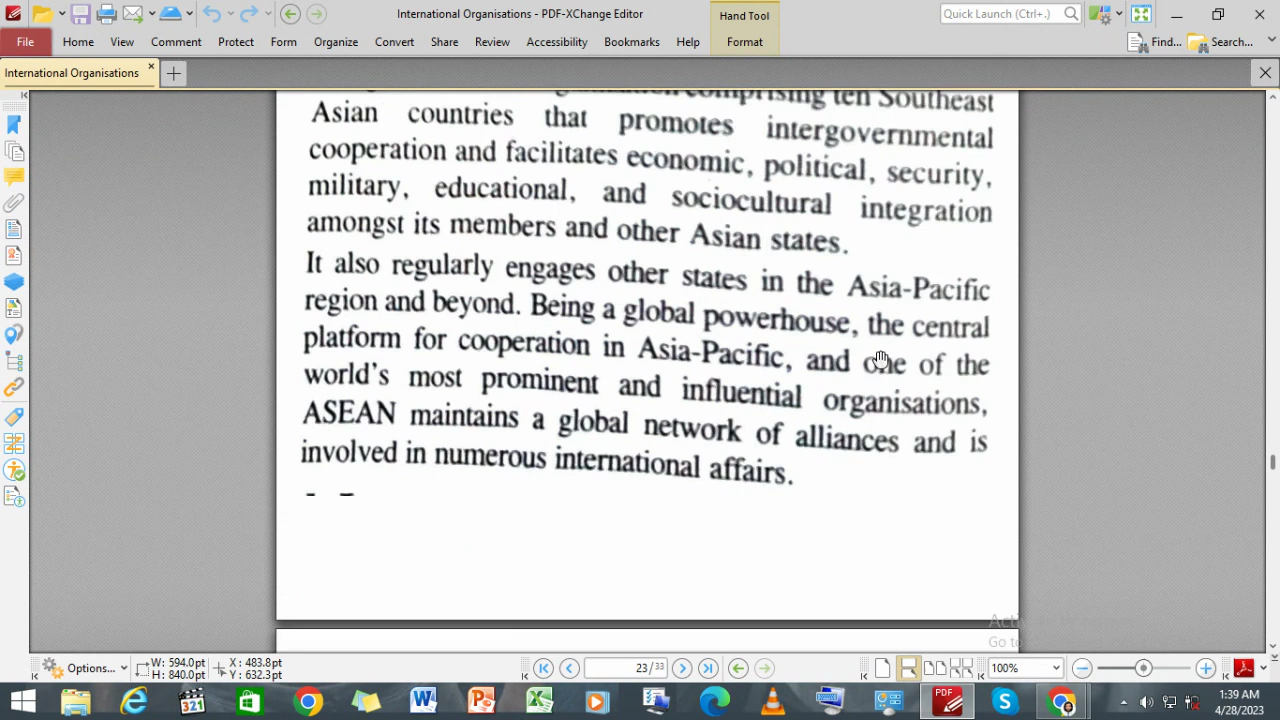 International Organisations - PDF-XChange Editor
Hand Tool
Quick Launch (Ctrl+.)
File Home View Comment Protect Form Organize Convert Share Review Accessibility Bookmarks Help Format
Find... Search...
International Organisations
comprising ten Southeast
Asian countries that promotes intergovernmental
cooperation and facilitates economic, political, security,
military, educational, and sociocultural integration
amongst its members and other Asian states.
It also regularly engages other states in the Asia-Pacific
region and beyond. Being a global powerhouse, the central
platform for cooperation in Asia-Pacific, and one of the
world's most prominent and influential organisations,
ASEAN maintains a global network of alliances and is
involved in numerous international affairs.
Go to
Options...
W: 594.0pt
H: 840.0pt
X: 483.8pt
Y: 632.3pt
23 / 33
100%
321
PDF
1:39 AM
4/28/2023